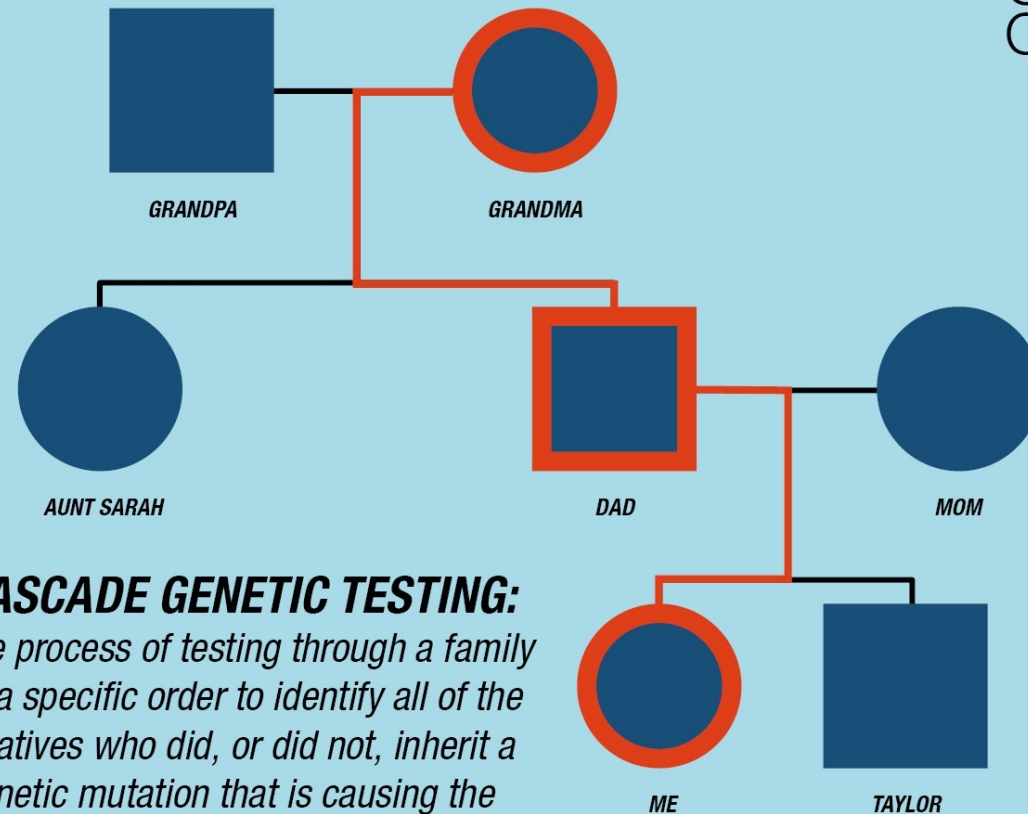 GRANDPA
GRANDMA
AUNT SARAH
DAD
MOM
ASCADE GENETIC TESTING:
e process of testing through a family
a specific order to identify all of the
atives who did, or did not, inherit a
netic mutation that is causing the
ME
TAYLOR